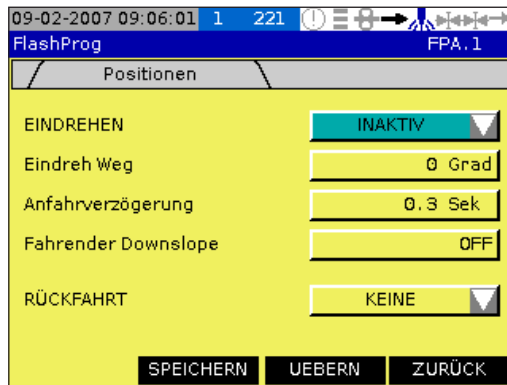 09-02-2007 09:06:01 1 221
FlashProg FPA.1
Positionen
EINDREHEN INAKTIV
Eindreh Weg 0 Grad
Anfahrverzögerung 0.3 Sek
Fahrender Downslope OFF
RÜCKFAHRT KEINE
SPEICHERN UEBERN ZURÜCK